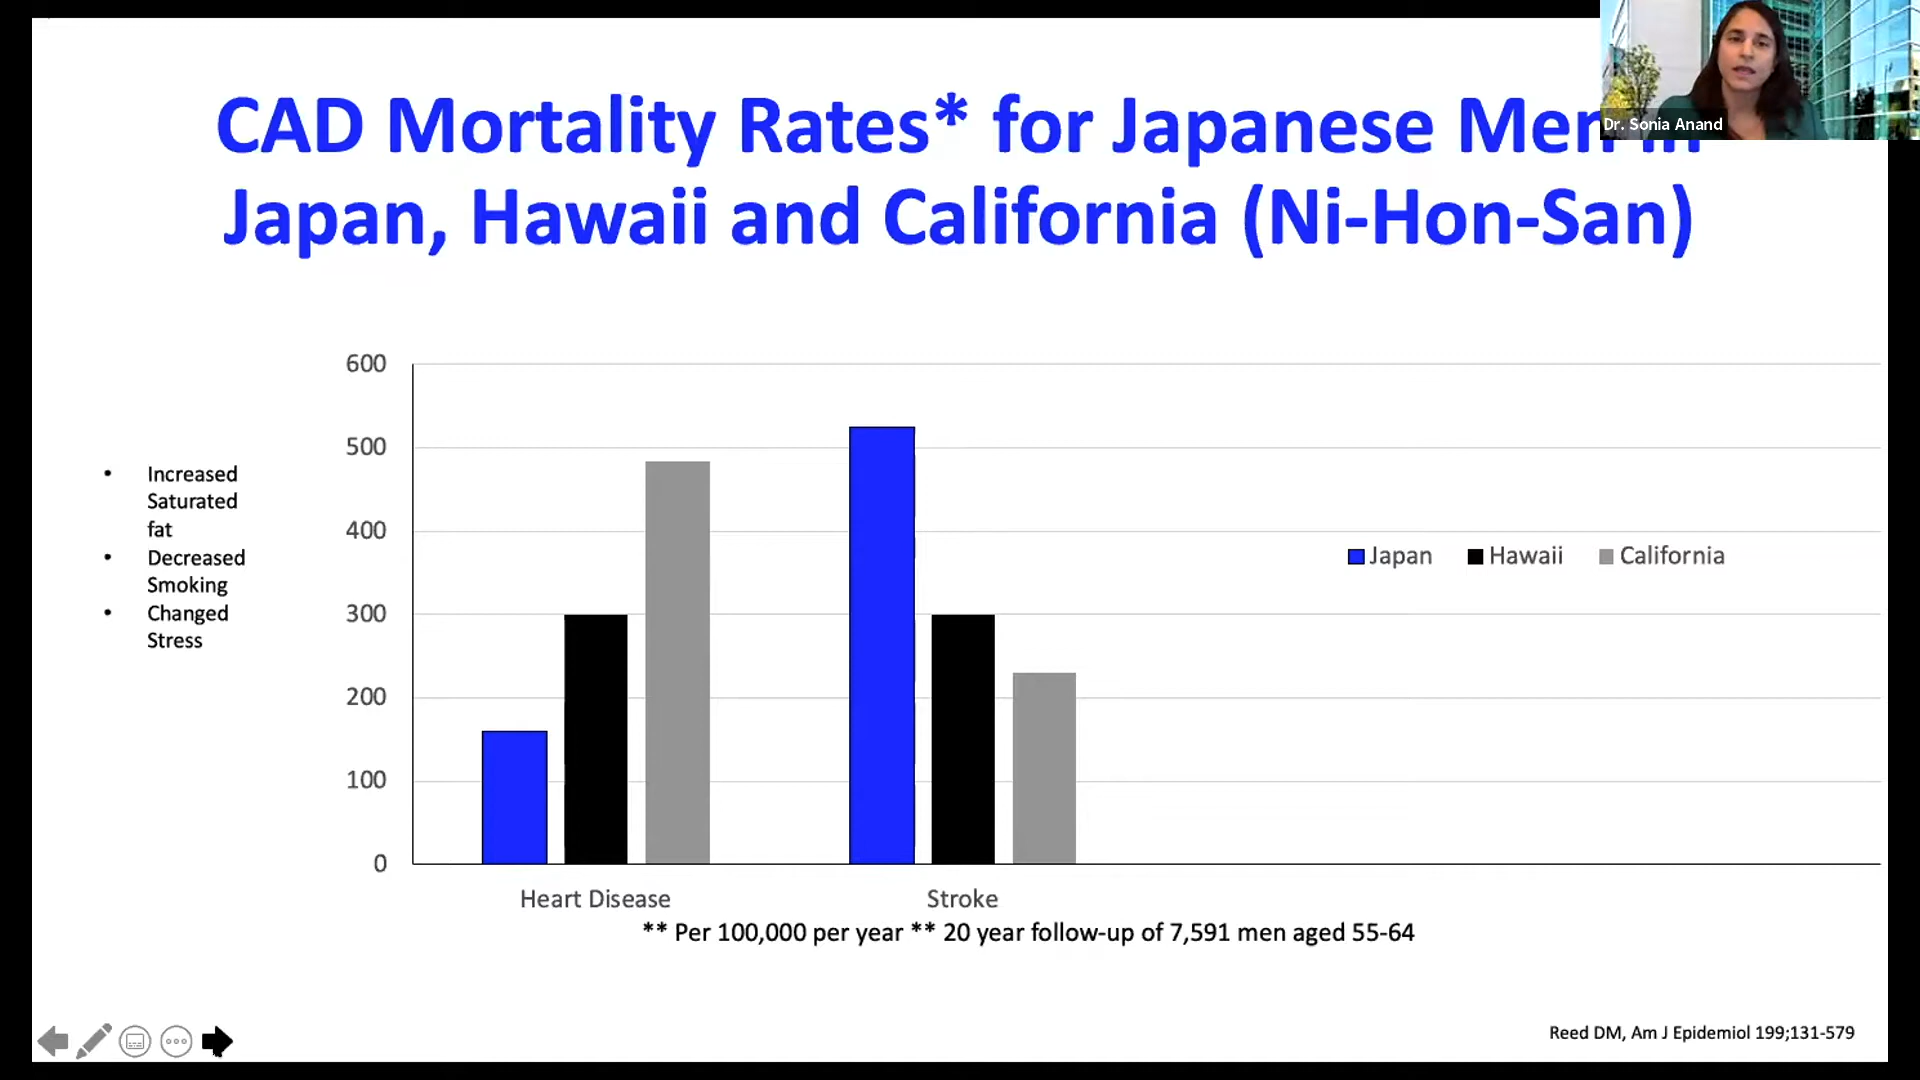 CAD Mortality Rates* for Japanese Men in
Japan, Hawaii and California (Ni-Hon-San)
Dr. Sonia Anand
• Increased
Saturated
fat
• Decreased
Smoking
• Changed
Stress
600
500
400
300
200
100
0
Japan
Hawaii
California
Heart Disease
Stroke
** Per 100,000 per year ** 20 year follow-up of 7,591 men aged 55-64
Reed DM, Am J Epidemiol 199;131-579